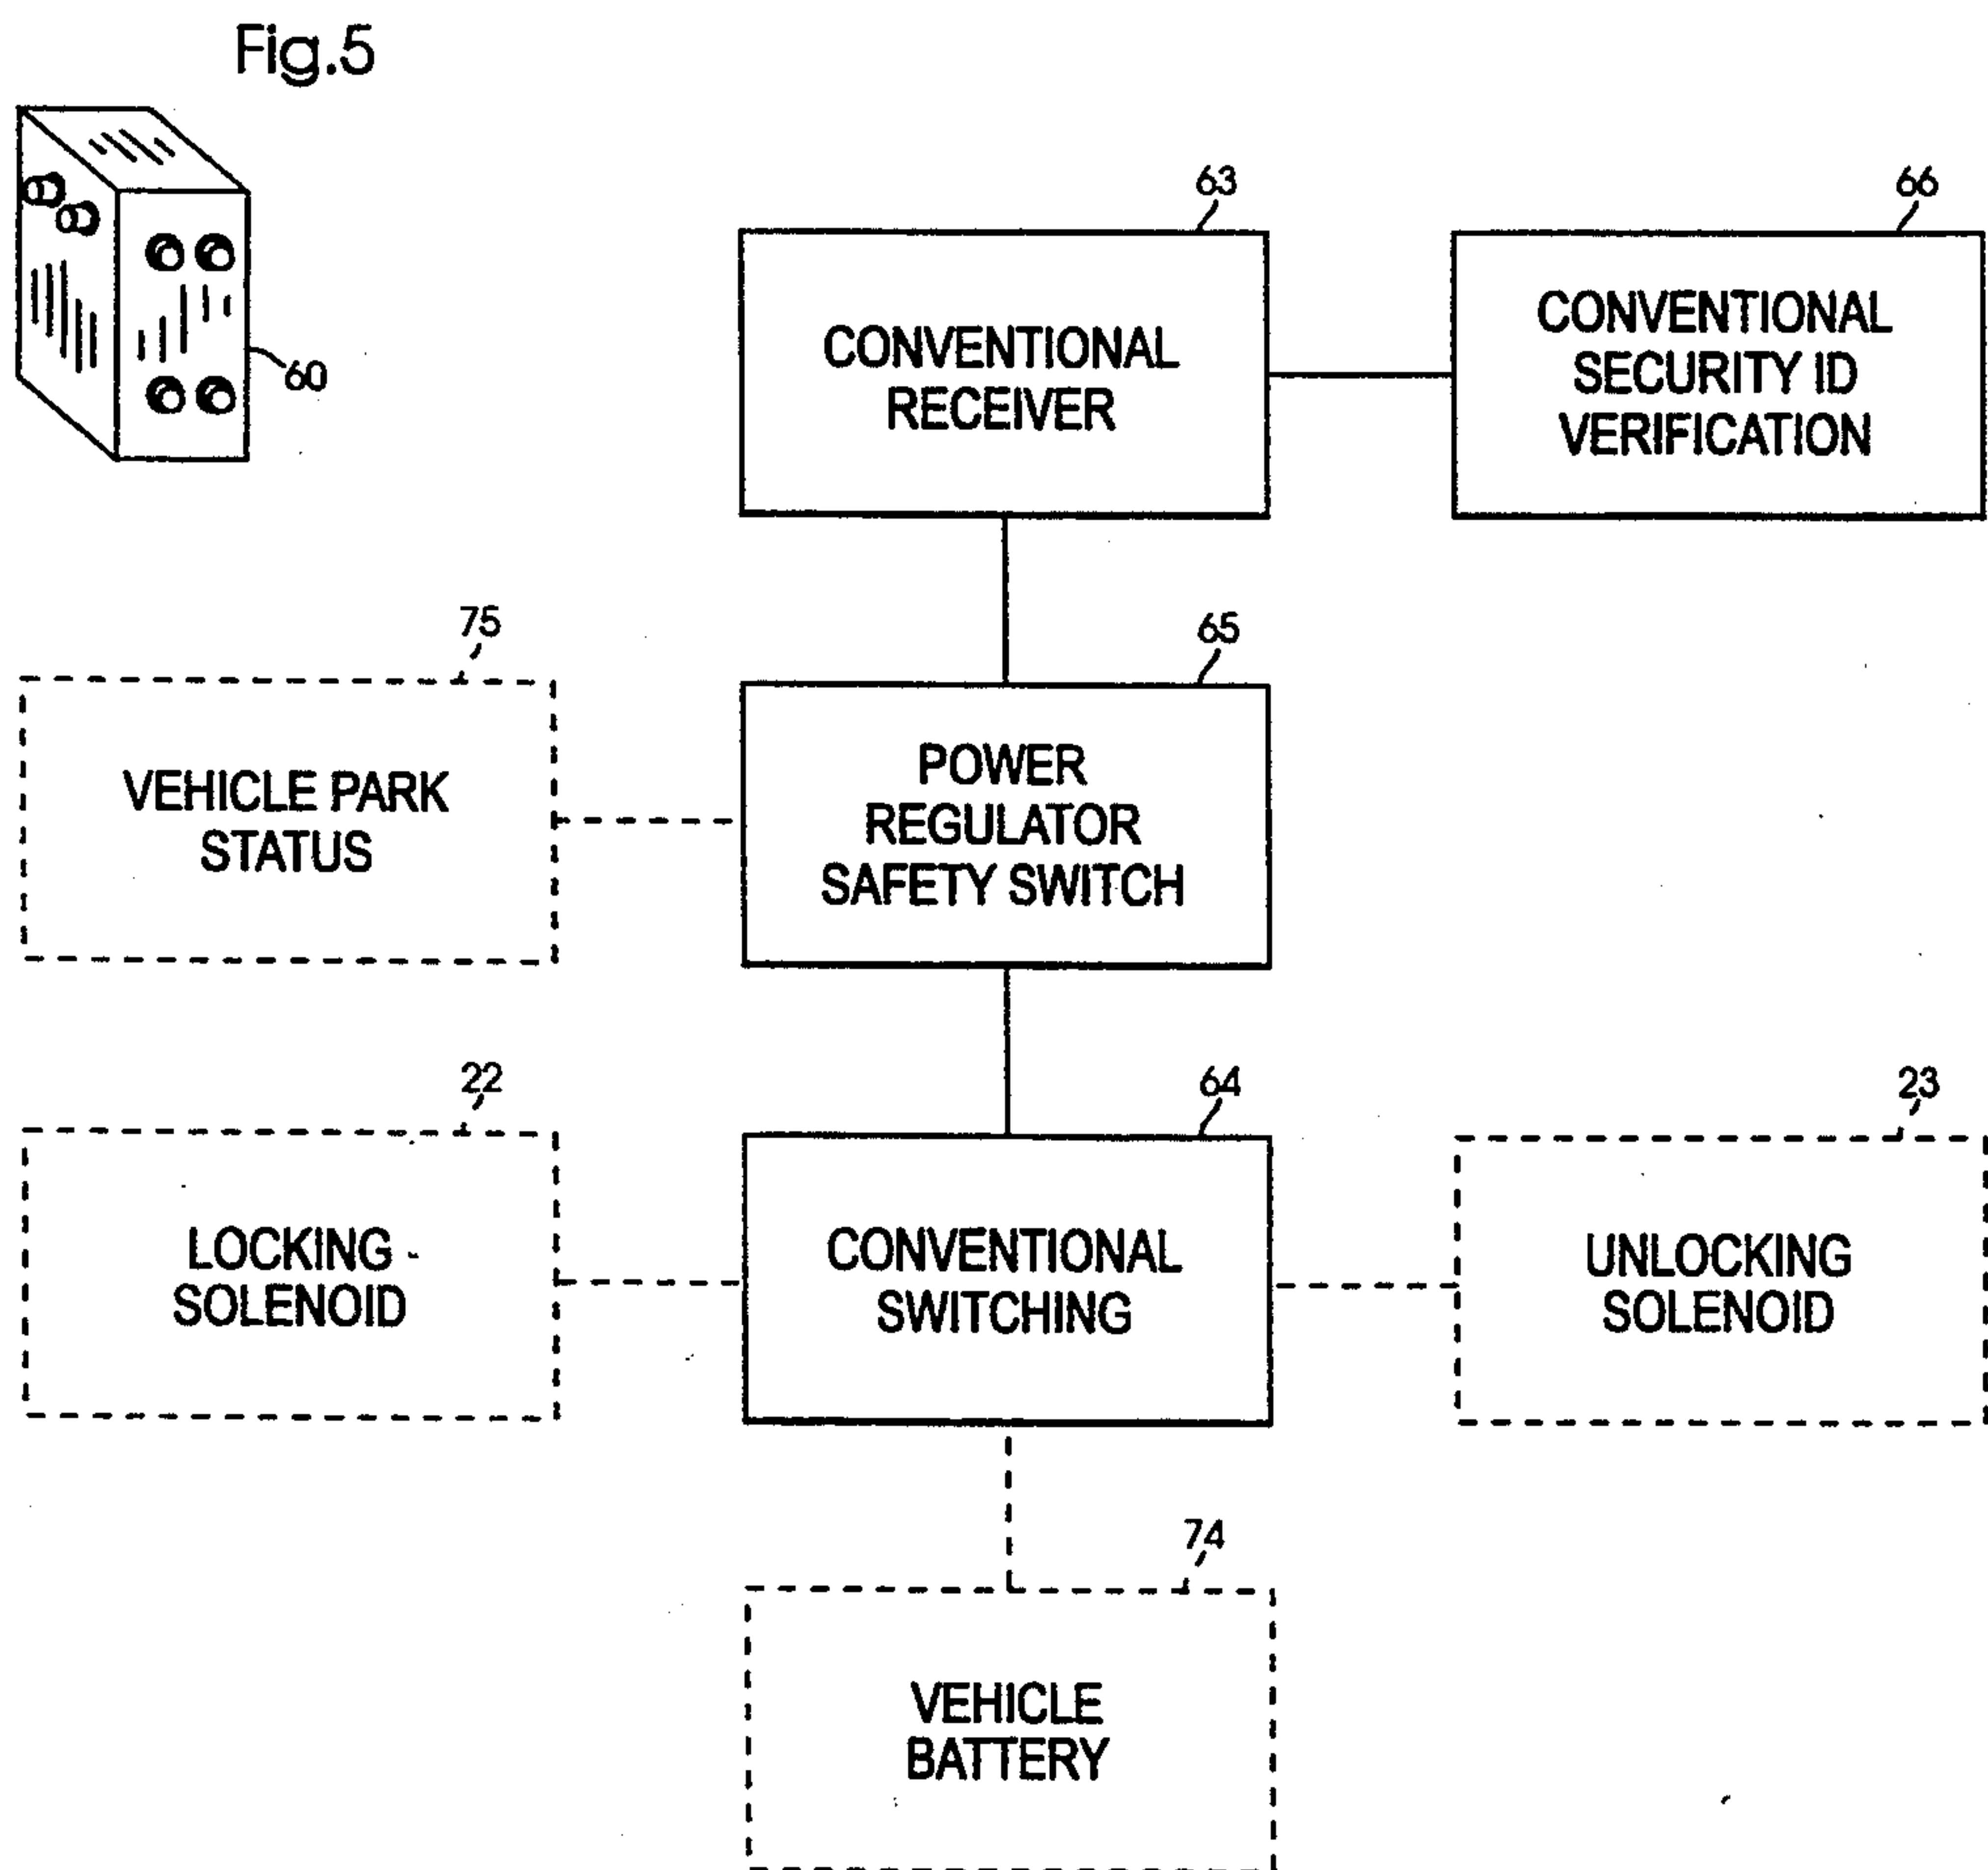 Fig.5
60
63
CONVENTIONAL
RECEIVER
66
CONVENTIONAL
SECURITY ID
VERIFICATION
75
VEHICLE PARK
STATUS
65
POWER
REGULATOR
SAFETY SWITCH
22
LOCKING
SOLENOID
64
CONVENTIONAL
SWITCHING
23
UNLOCKING
SOLENOID
74
VEHICLE
BATTERY